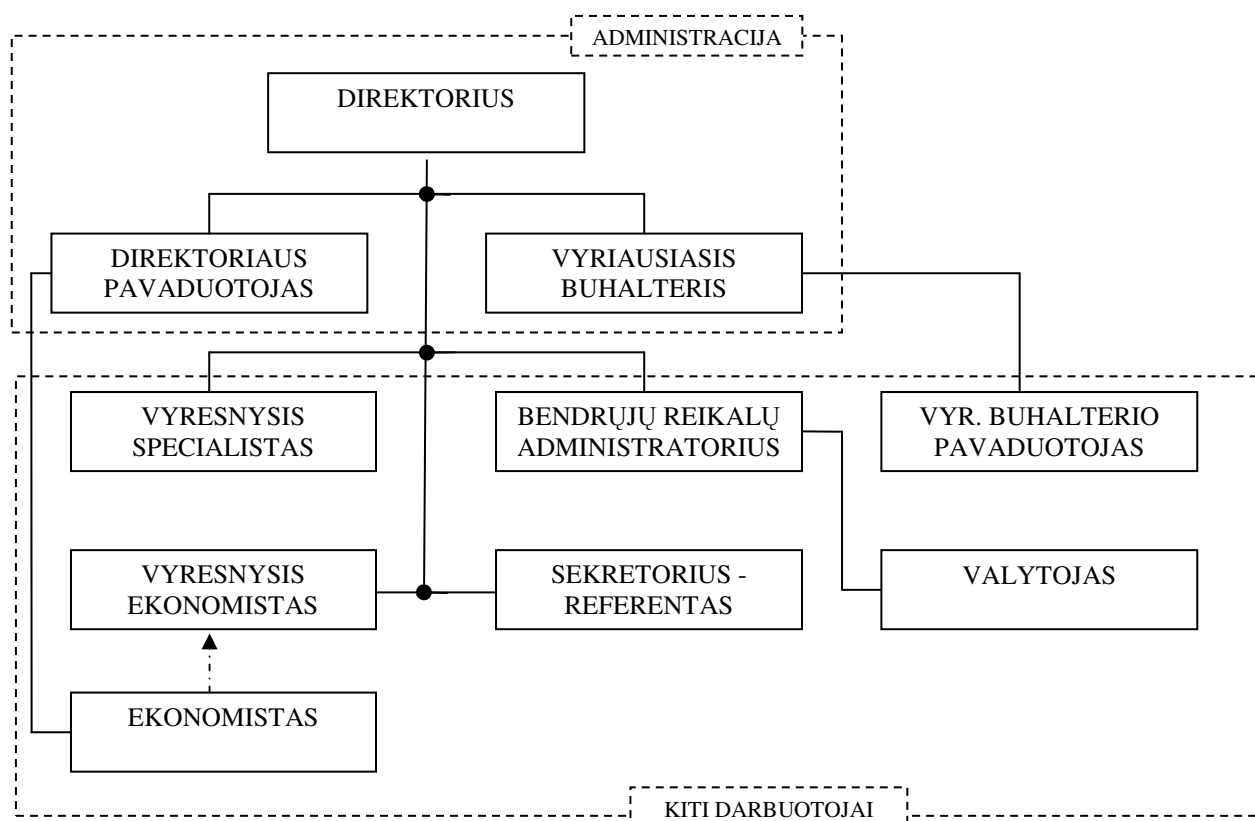 ADMINISTRACIJA
DIREKTORIUS
DIREKTORIAUS
PAVADUOTOJAS
VYRIAUSIASIS
BUHALTERIS
VYRESNYSIS
SPECIALISTAS
BENDRŲJŲ REIKALŲ
ADMINISTRATORIUS
VYR. BUHALTERIO
PAVADUOTOJAS
VYRESNYSIS
EKONOMISTAS
SEKRETORIUS -
REFERENTAS
VALYTOJAS
EKONOMISTAS
KITI DARBUOTOJAI